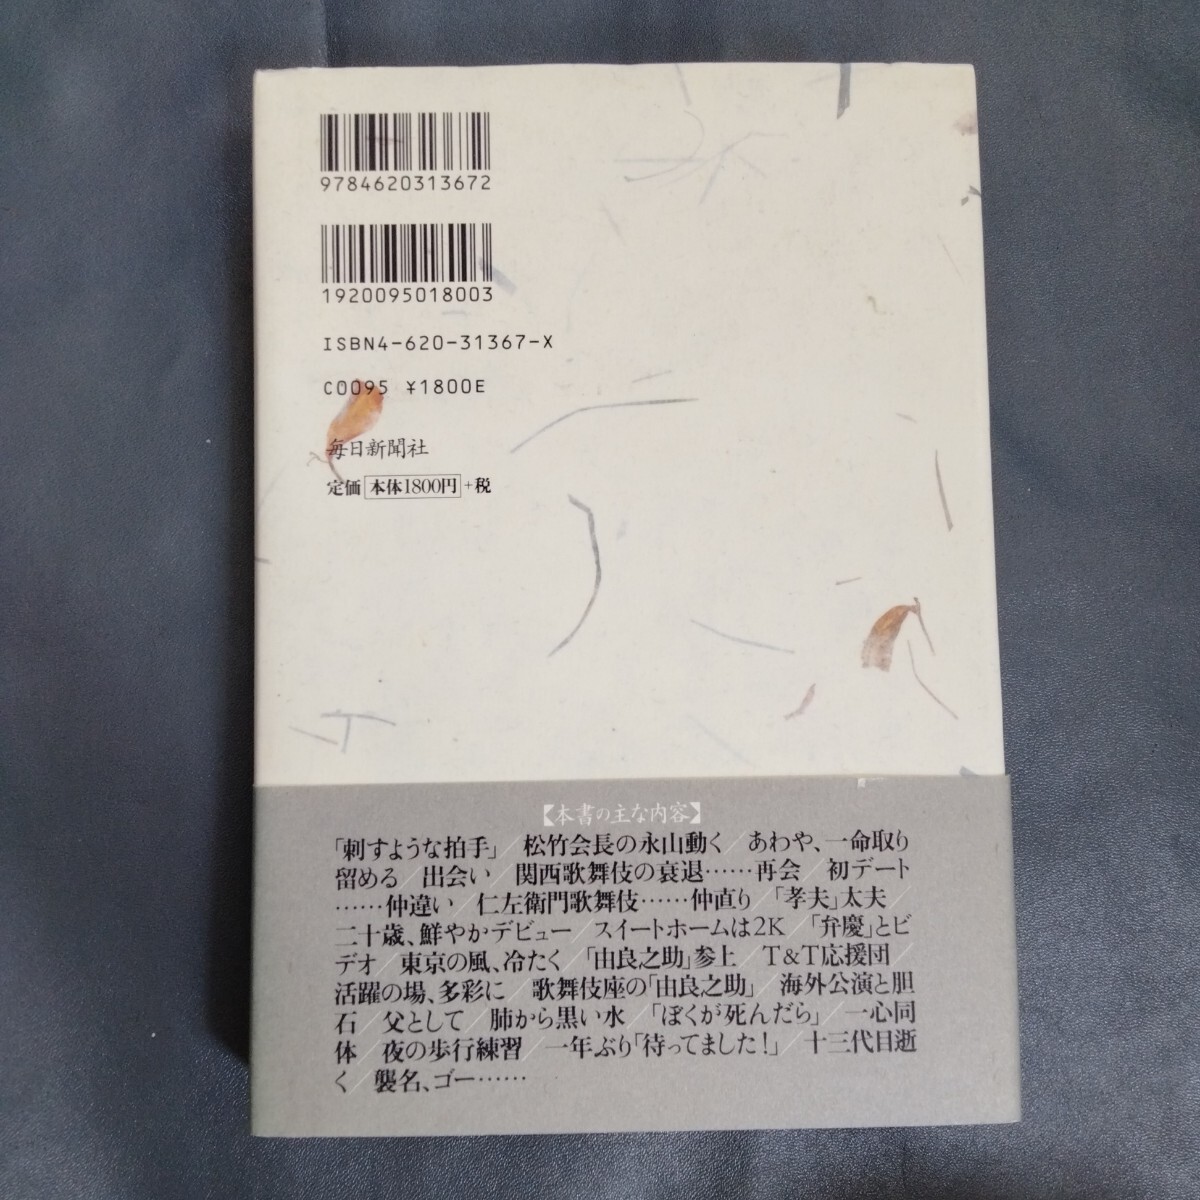 9784620313672
1920095018003
ISBN4-620-31367-X
C0095 ¥1800E
毎日新聞社
定価 本体1800円 +税
【本書の主な内容】
「刺すような拍手」／松竹会長の永山動く／あわや、一命取り
留める／出会い／関西歌舞伎の衰退……再会／初デート
……仲違い／仁左衛門歌舞伎……仲直り／「孝夫」太夫／
二十歳、鮮やかデビュー／スイートホームは2K／「弁慶」とビ
デオ／東京の風、冷たく／「由良之助」参上／T&T応援団／
活躍の場、多彩に／歌舞伎座の「由良之助」／海外公演と胆
石／父として／肺から黒い水／「ぼくが死んだら」／一心同
体／夜の歩行練習／一年ぶり「待ってました!」／十三代目逝
く／襲名、ゴー……